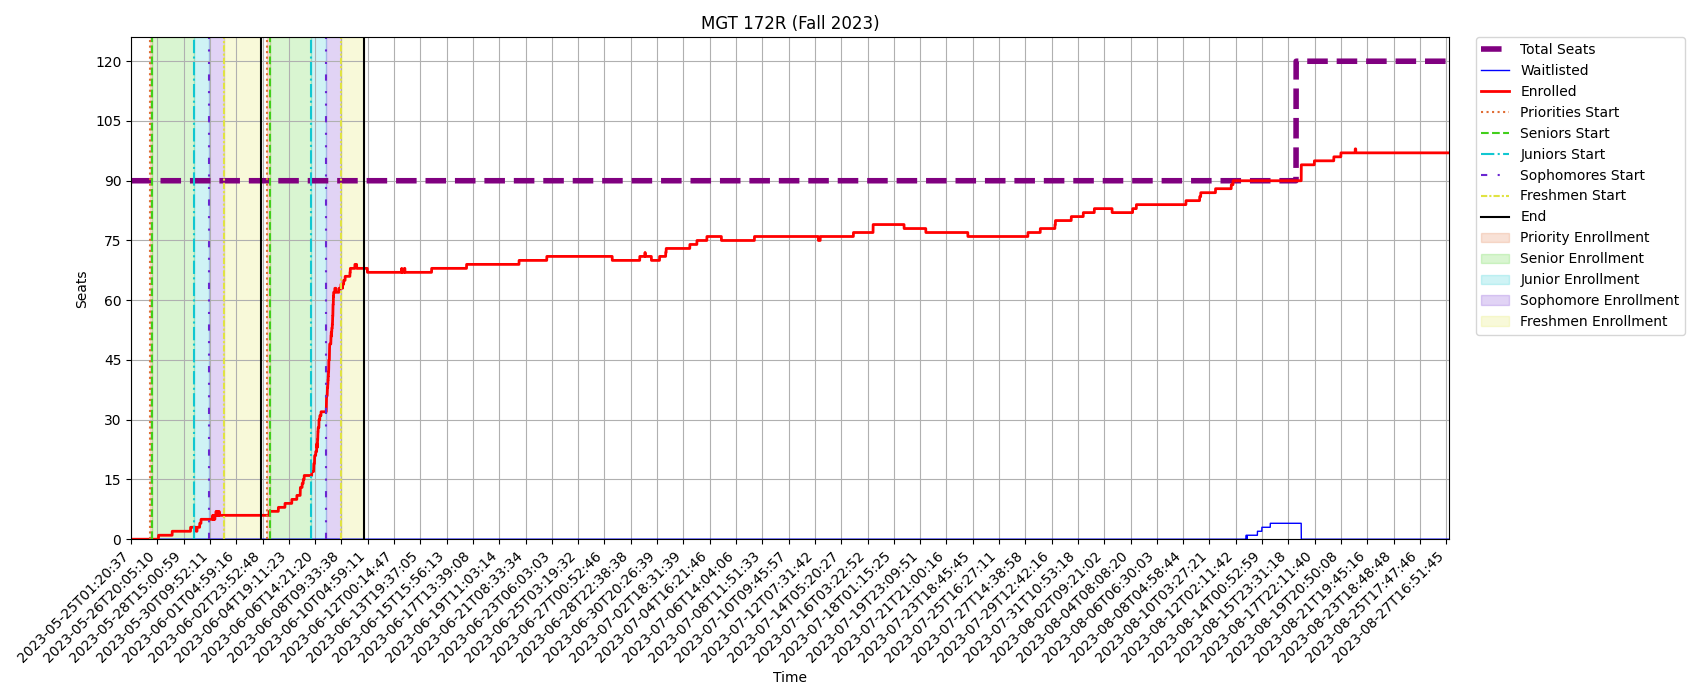 MGT 172R (Fall 2023)
Seats
120
105
90
75
60
45
30
15
0
2023-05-25T01:20:37
2023-05-26T20:05:10
2023-05-28T15:00:59
2023-05-30T09:52:11
2023-06-01T04:59:16
2023-06-02T23:52:48
2023-06-04T19:11:23
2023-06-06T14:21:20
2023-06-08T09:33:38
2023-06-10T04:59:11
2023-06-12T00:14:47
2023-06-13T19:37:05
2023-06-15T15:56:13
2023-06-17T13:39:08
2023-06-19T11:03:14
2023-06-21T08:33:34
2023-06-23T06:03:03
2023-06-25T03:19:32
2023-06-27T00:52:46
2023-06-28T22:38:38
2023-06-30T20:26:39
2023-07-02T18:31:39
2023-07-04T16:21:46
2023-07-06T14:04:06
2023-07-08T11:51:33
2023-07-10T09:45:57
2023-07-12T07:31:42
2023-07-14T05:20:27
2023-07-16T03:22:52
2023-07-18T01:15:25
2023-07-19T23:09:51
2023-07-21T21:00:16
2023-07-23T18:45:45
2023-07-25T16:27:11
2023-07-27T14:38:58
2023-07-29T12:42:16
2023-07-31T10:53:18
2023-08-02T09:21:02
2023-08-04T08:08:20
2023-08-06T06:30:03
2023-08-08T04:58:44
2023-08-10T03:27:21
2023-08-12T02:11:42
2023-08-14T00:52:59
2023-08-15T23:31:18
2023-08-17T22:11:40
2023-08-19T20:50:08
2023-08-21T19:45:16
2023-08-23T18:48:48
2023-08-25T17:47:46
2023-08-27T16:51:45
Time
Total Seats
Waitlisted
Enrolled
Priorities Start
Seniors Start
Juniors Start
Sophomores Start
Freshmen Start
End
Priority Enrollment
Senior Enrollment
Junior Enrollment
Sophomore Enrollment
Freshmen Enrollment